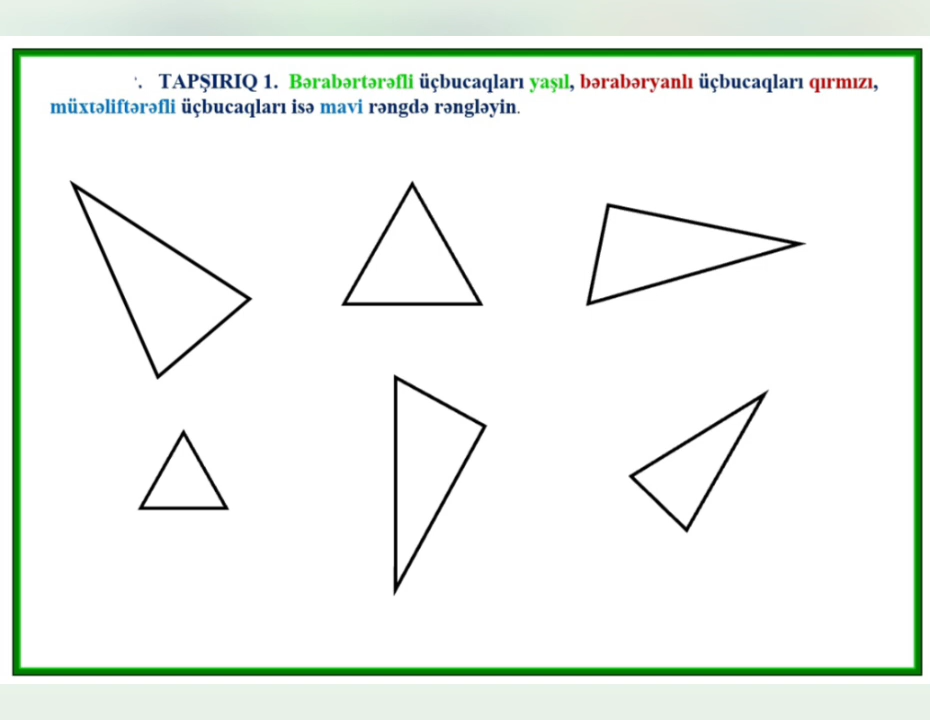 TAPŞIRIQ 1. Bərabərtərəfli üçbucaqları yaşıl, bərabəryanlı üçbucaqları qırmızı,
müxtəliftərəfli üçbucaqları isə mavi rəngdə rəngləyin.